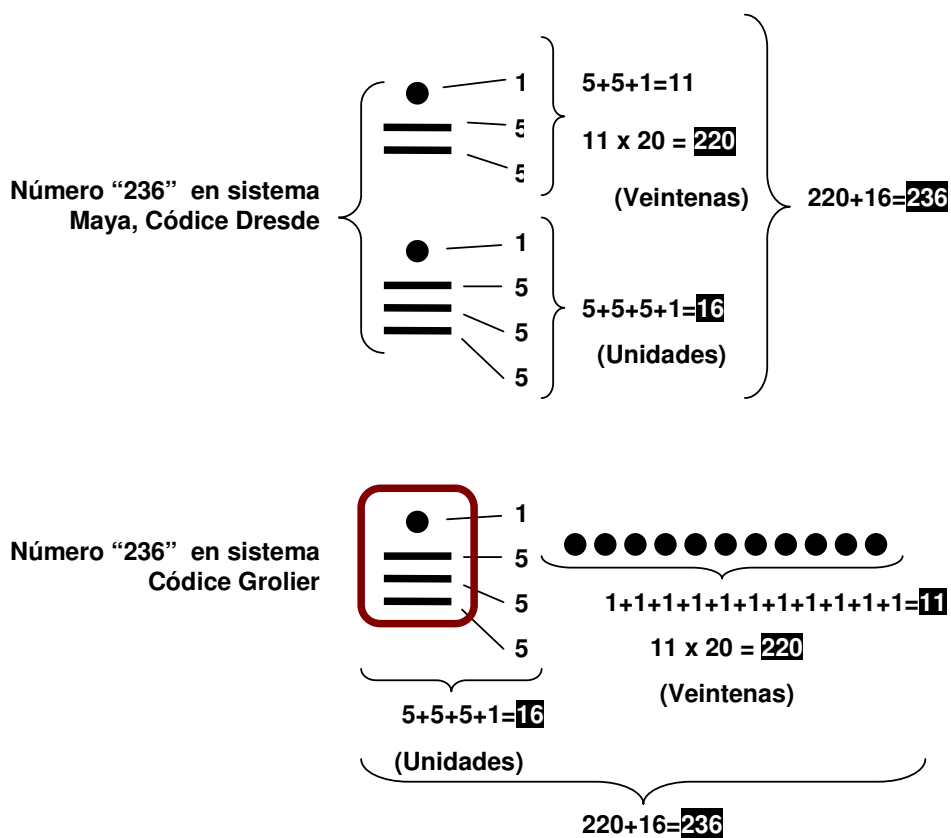 1
5+5+1=11
5
11 x 20 = 220
5
Número “236” en sistema
Maya, Códice Dresde
(Veintenas)
220+16=236
1
5
5+5+5+1=16
5
(Unidades)
5
1
Número “236” en sistema
Códice Grolier
5
5
1+1+1+1+1+1+1+1+1+1+1=11
5
11 x 20 = 220
(Veintenas)
5+5+5+1=16
(Unidades)
220+16=236